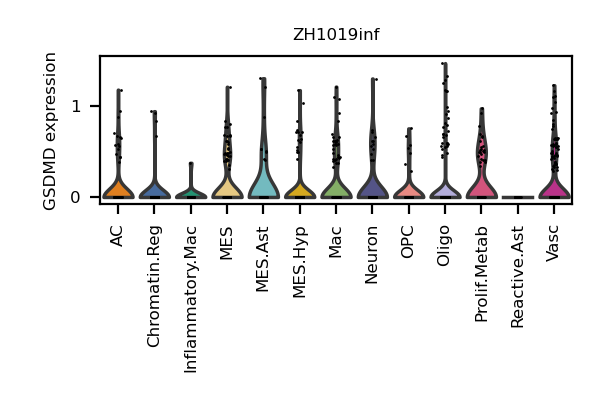 ZH1019inf
GSDMD expression
1
0
AC
Chromatin.Reg
Inflammatory.Mac
MES
MES.Ast
MES.Hyp
Mac
Neuron
OPC
Oligo
Prolif.Metab
Reactive.Ast
Vasc